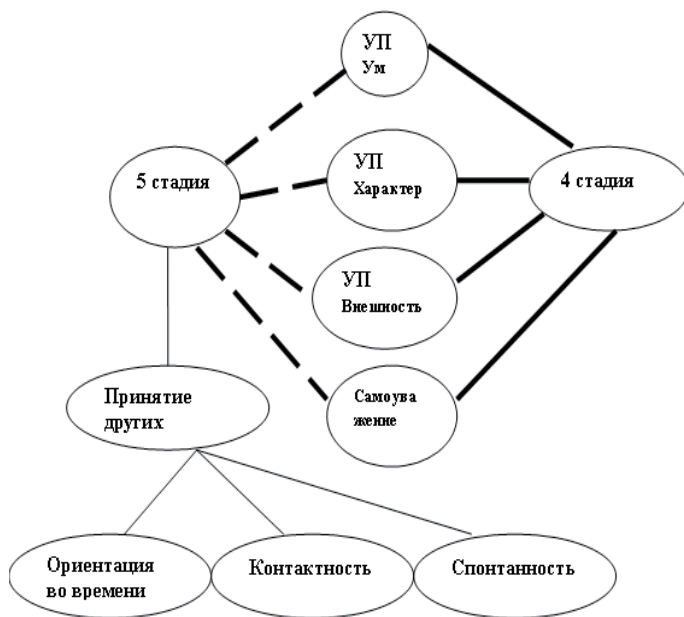 УП
Ум
5 стадия
УП
Характер
4 стадия
УП
Внешность
Принятие
других
Самоува
жение
Ориентация
во времени
Контактность
Спонтанность